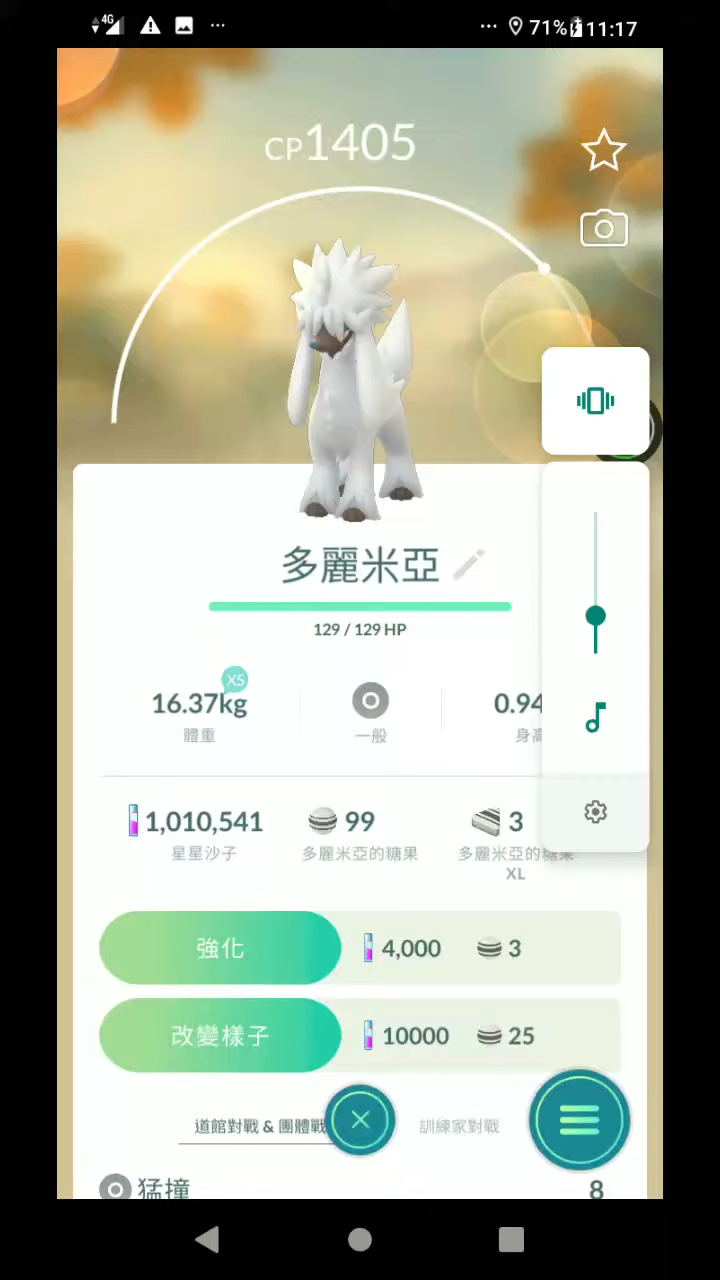 4G 71% 11:17
CP1405
多麗米亞
129 / 129 HP
XS
16.37kg 0.94
體重 一般 身高
1,010,541 99 3
星星沙子 多麗米亞的糖果 多麗米亞的糖果
XL
強化 4,000 3
改變樣子 10000 25
道館對戰 & 團體戰 訓練家對戰
猛撞 8